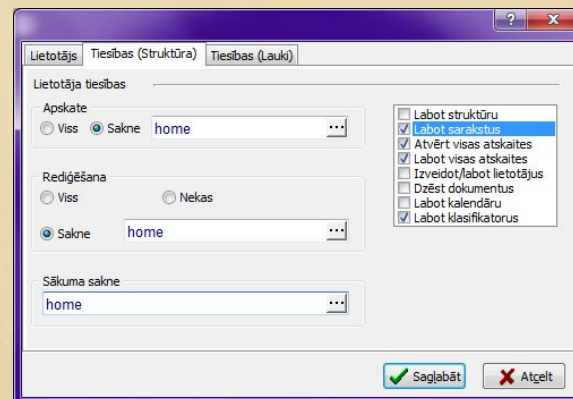 Lietotājs Tiesības (Struktūra) Tiesības (Lauki)
Lietotāja tiesības
Apskate
Viss Sakne home ...
Rediģēšana
Viss Nekas
Sakne home ...
Sākuma sakne
home ...
Labot struktūru
Labot sarakstus
Atvērt visas atskaites
Labot visas atskaites
Izveidot/labot lietotājus
Dzēst dokumentus
Labot kalendāru
Labot klasifikatorus
Saglabāt Atcelt